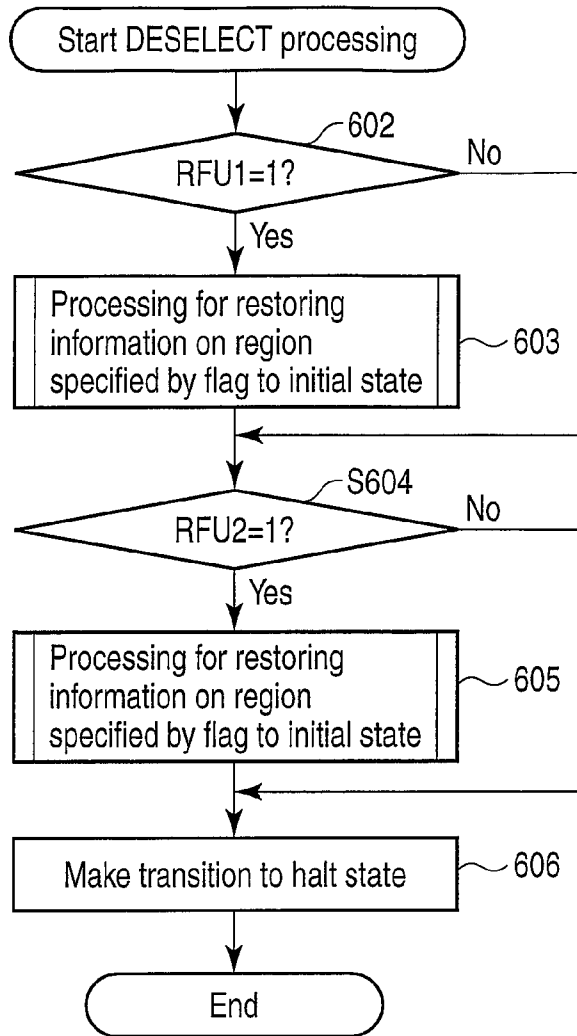 Start DESELECT processing
602
RFU1=1?
No
Yes
Processing for restoring
information on region
specified by flag to initial state
603
S604
RFU2=1?
No
Yes
Processing for restoring
information on region
specified by flag to initial state
605
Make transition to halt state
606
End